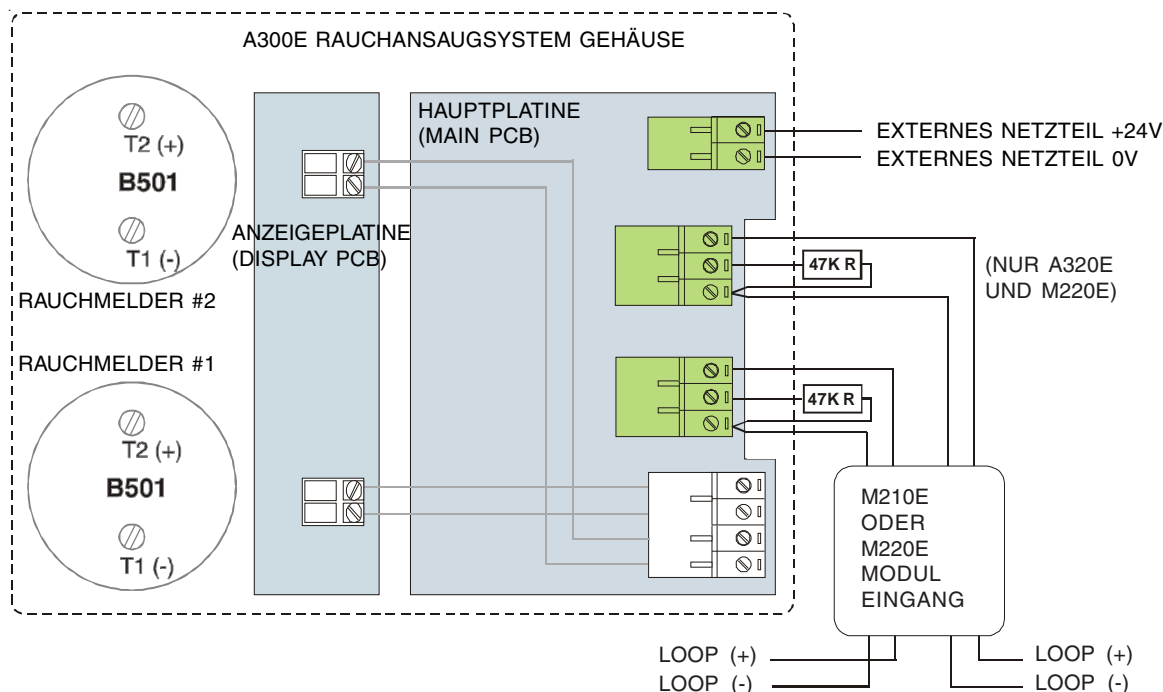 A300E RAUCHANSAUGSYSTEM GEHÄUSE
T2 (+)
B501
T1 (-)
RAUCHMELDER #2
RAUCHMELDER #1
T2 (+)
B501
T1 (-)
ANZEIGEPLATINE
(DISPLAY PCB)
HAUPTPLATINE
(MAIN PCB)
EXTERNES NETZTEIL +24V
EXTERNES NETZTEIL 0V
47K R
(NUR A320E
UND M220E)
47K R
M210E
ODER
M220E
MODUL
EINGANG
LOOP (+)
LOOP (-)
LOOP (+)
LOOP (-)